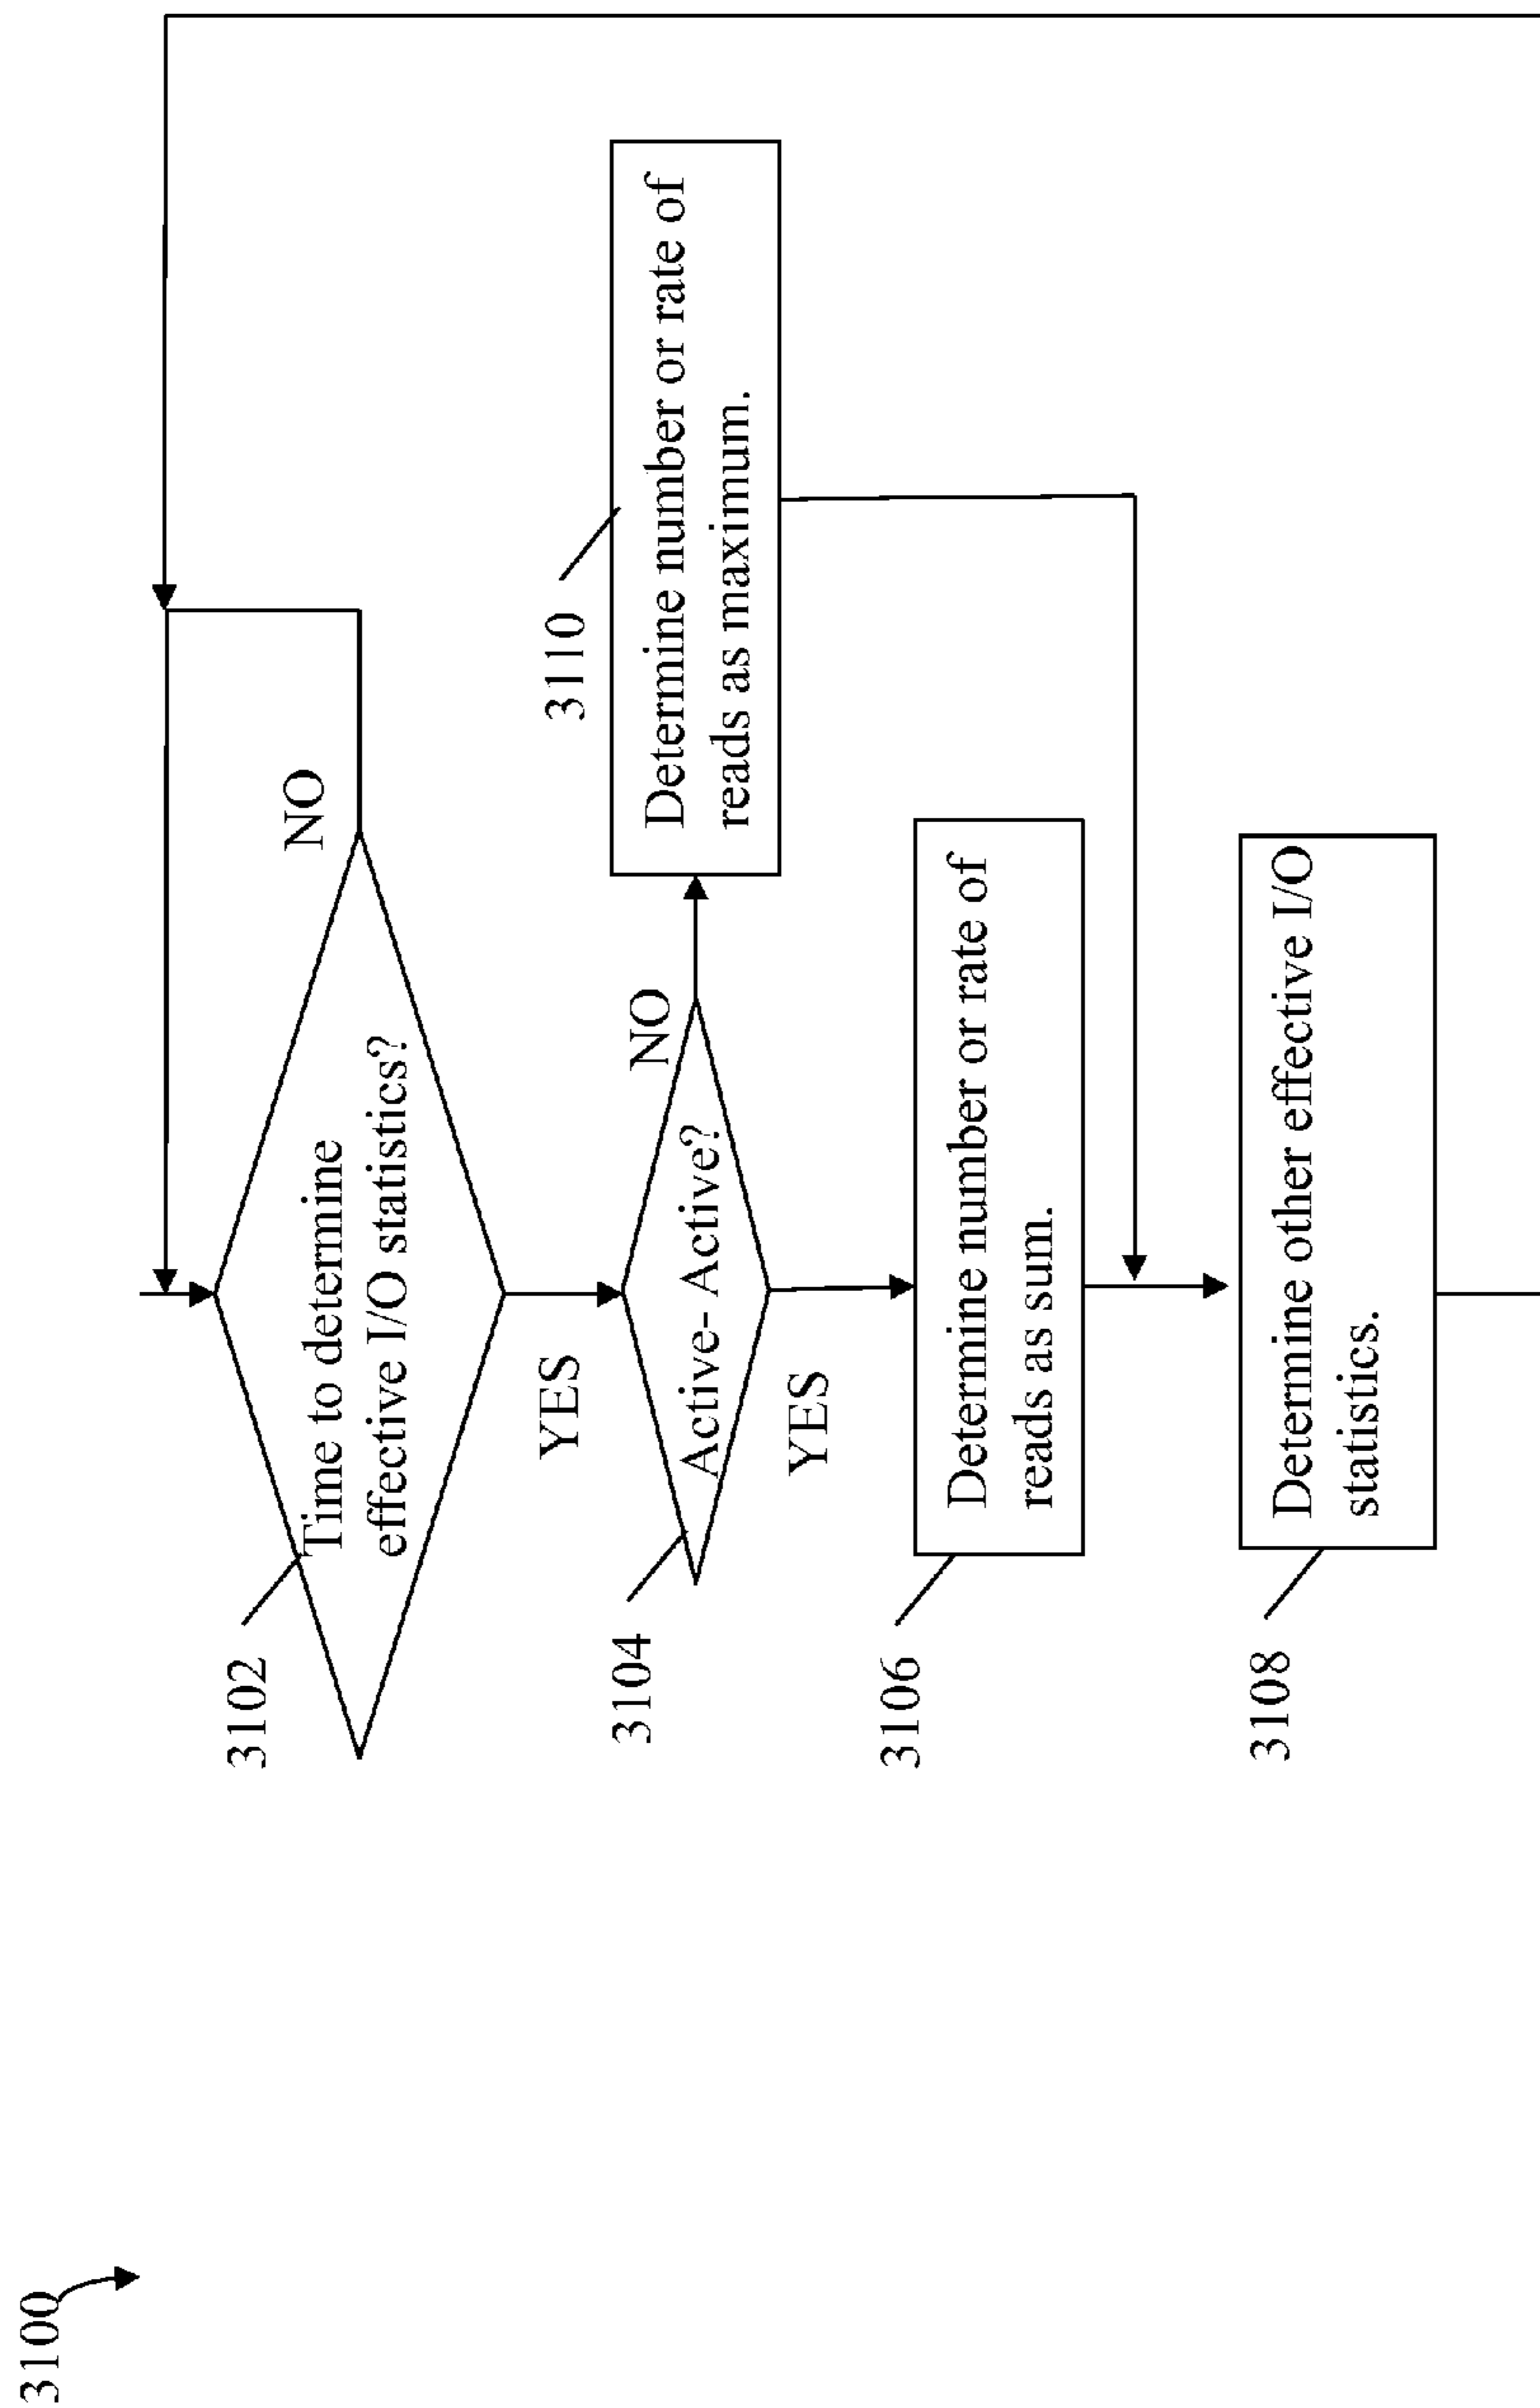 3100
3102
Time to determine
effective I/O statistics?
NO
YES
3104
Active- Active?
NO
YES
3110
Determine number or rate of
reads as maximum.
3106
Determine number or rate of
reads as sum.
3108
Determine other effective I/O
statistics.